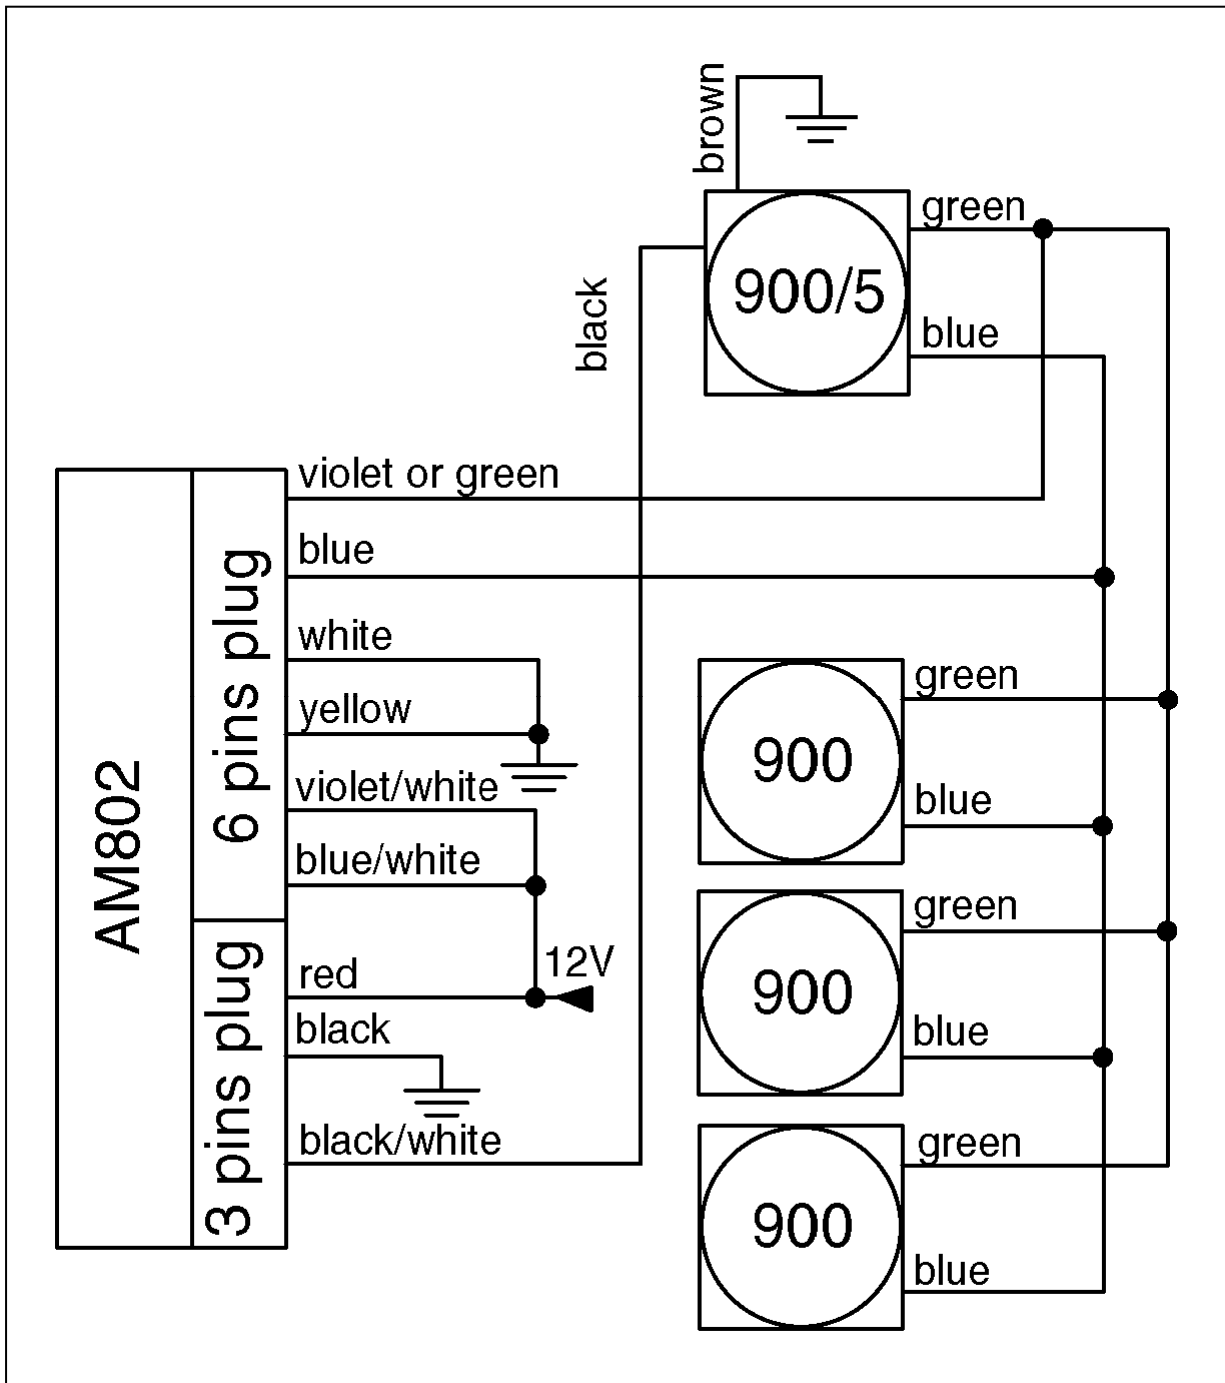 brown
green
900/5
blue
black
violet or green
blue
white
yellow
violet/white
blue/white
red
12V
black
black/white
AM802
6 pins plug
3 pins plug
green
900
blue
green
900
blue
green
900
blue